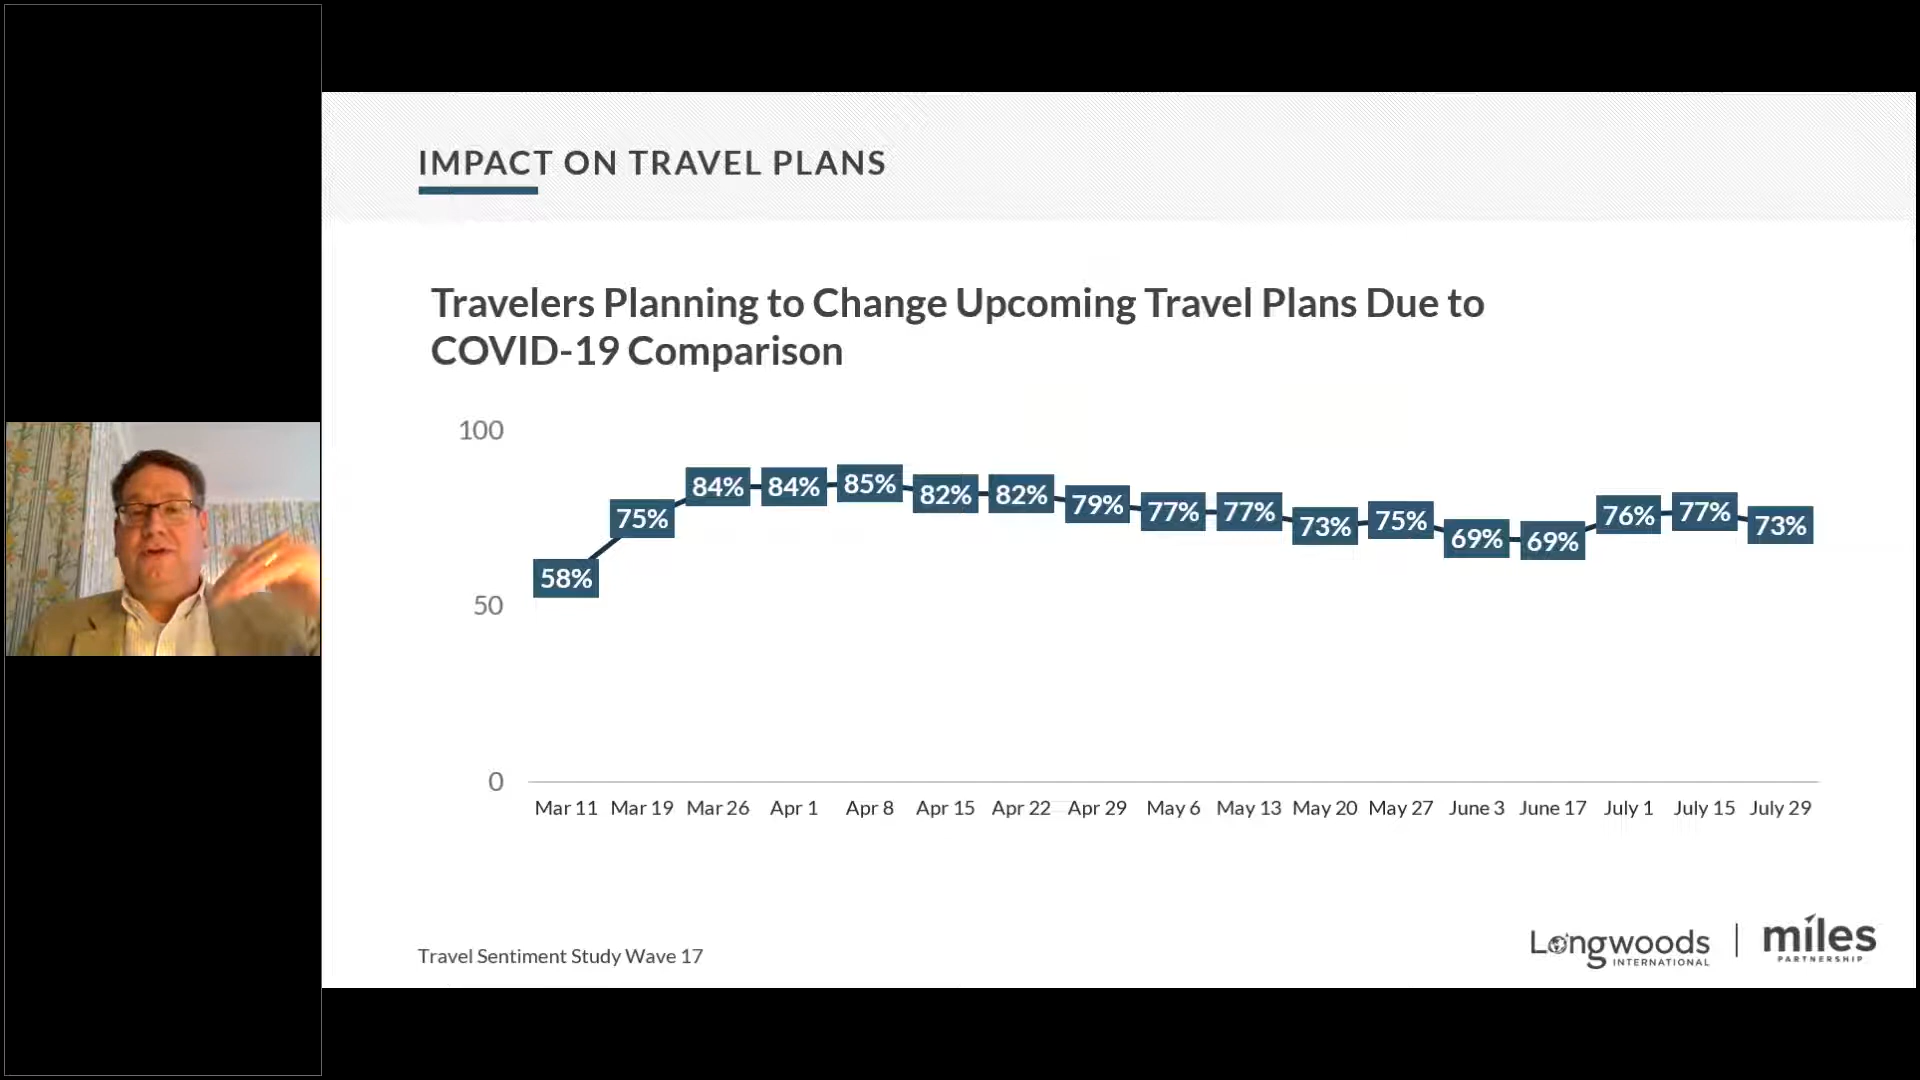 IMPACT ON TRAVEL PLANS
Travelers Planning to Change Upcoming Travel Plans Due to
COVID-19 Comparison
100
50
0
58%
75%
84%
84%
85%
82%
82%
79%
77%
77%
73%
75%
69%
69%
76%
77%
73%
Mar 11 Mar 19 Mar 26 Apr 1 Apr 8 Apr 15 Apr 22 Apr 29 May 6 May 13 May 20 May 27 June 3 June 17 July 1 July 15 July 29
Travel Sentiment Study Wave 17
Longwoods
INTERNATIONAL
miles
PARTNERSHIP